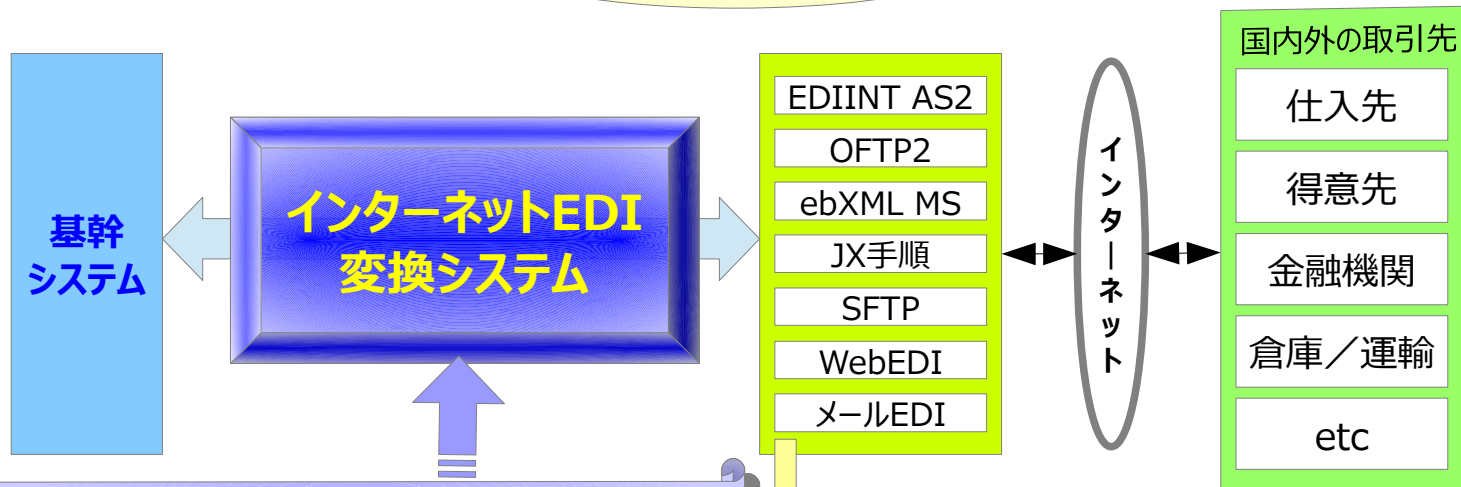 基幹
システム
インターネットEDI
変換システム
EDIINT AS2
OFTP2
ebXML MS
JX手順
SFTP
WebEDI
メールEDI
インターネット
国内外の取引先
仕入先
得意先
金融機関
倉庫／運輸
etc